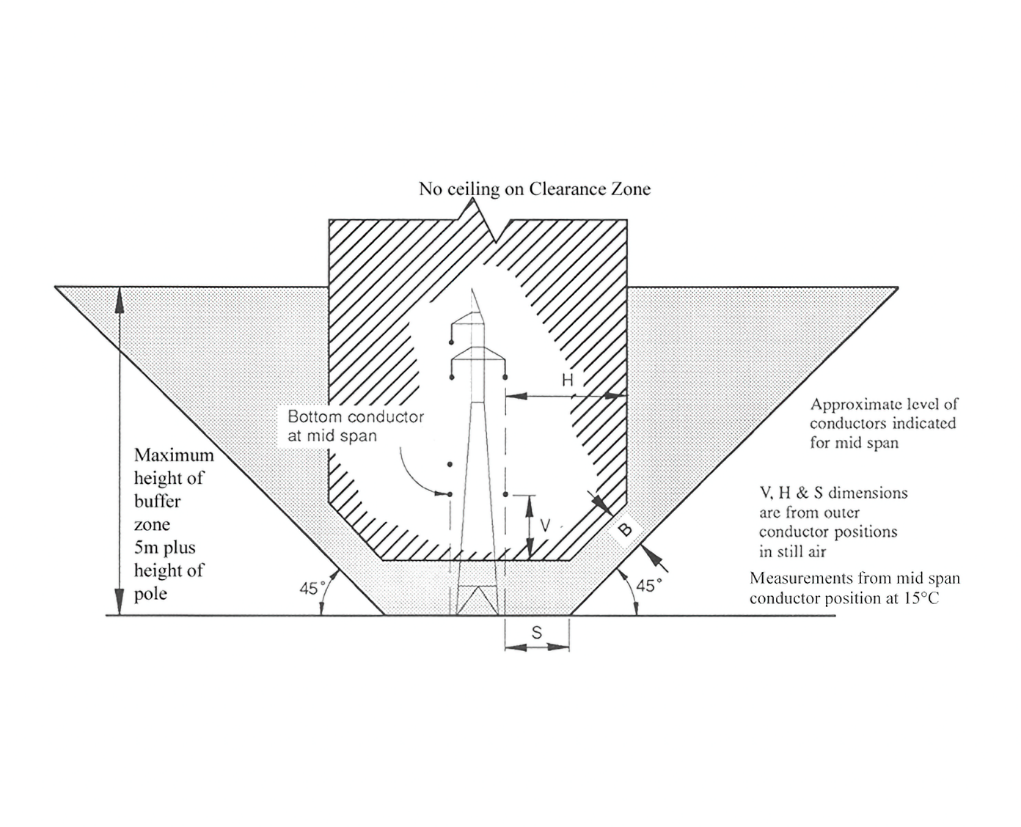 No ceiling on Clearance Zone
H
Bottom conductor
at mid span
Approximate level of
conductors indicated
for mid span
Maximum
height of
buffer
zone
5m plus
height of
pole
V
B
V, H & S dimensions
are from outer
conductor positions
in still air
Measurements from mid span
conductor position at 15°C
45°
45°
S